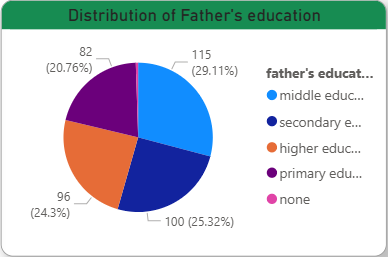 Distribution of Father's education
82
(20.76%)
115
(29.11%)
father's educat...
middle educ...
secondary e...
higher educ...
primary edu...
none
96
(24.3%)
100 (25.32%)